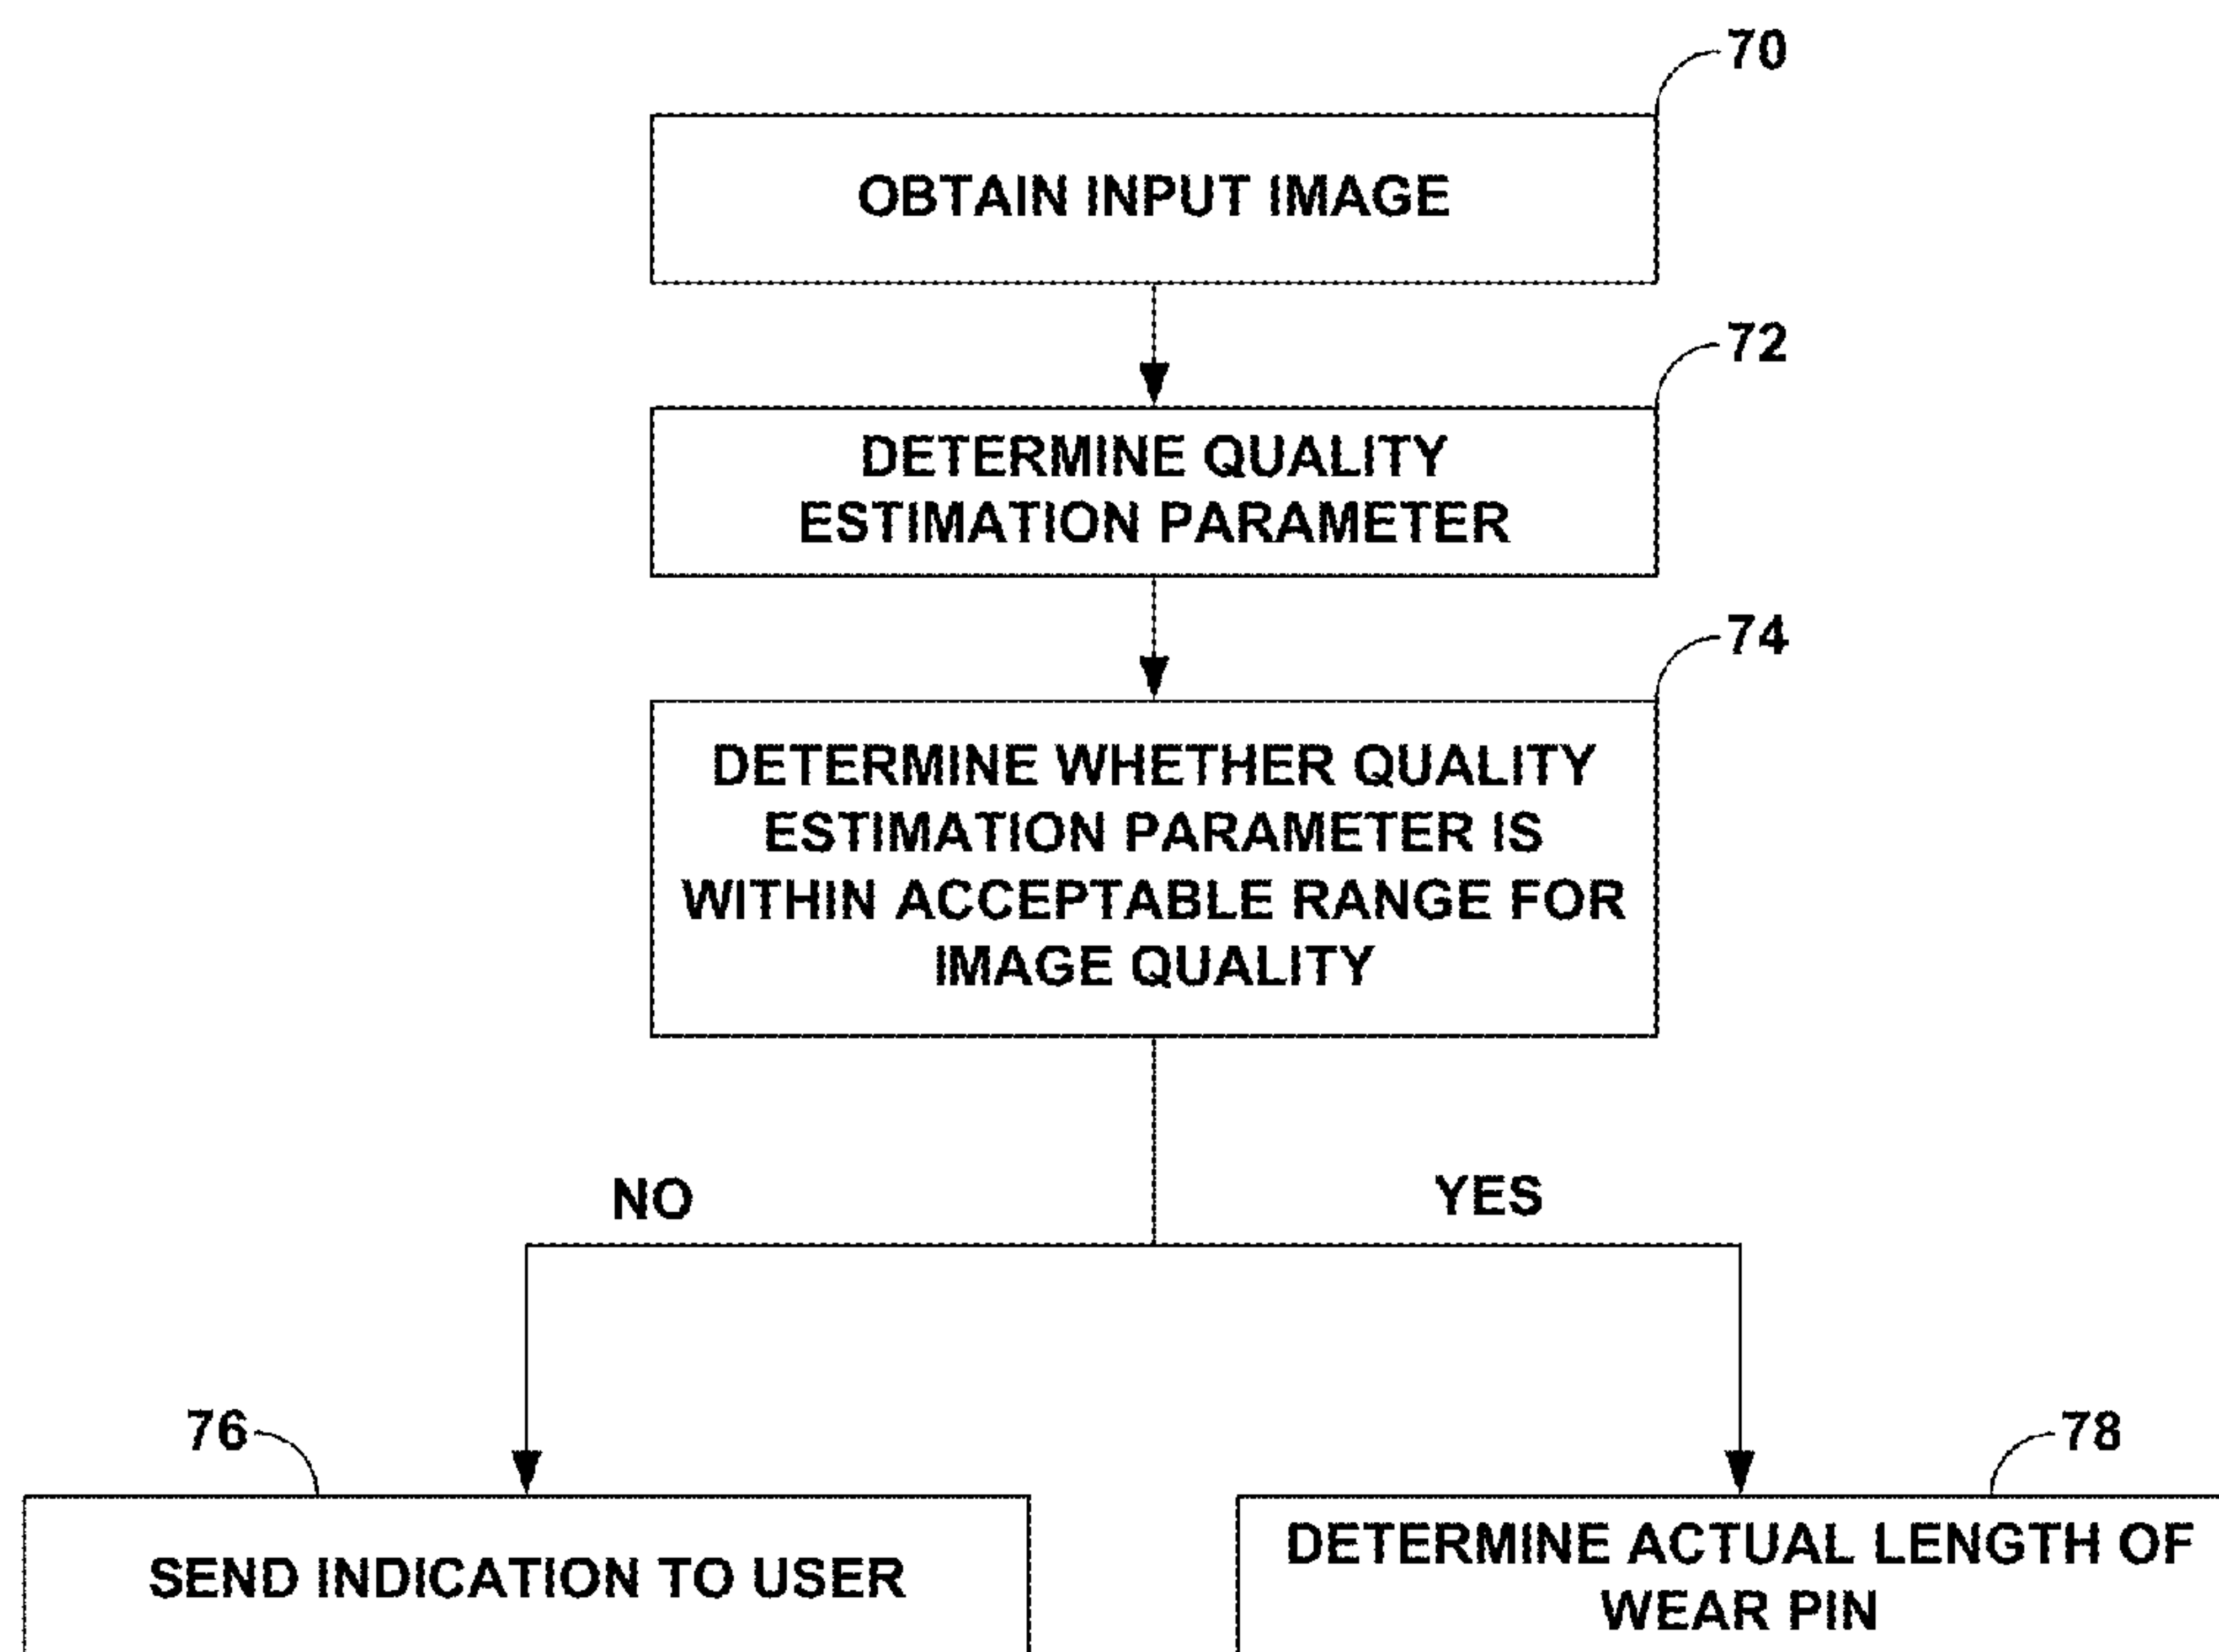 70
OBTAIN INPUT IMAGE
72
DETERMINE QUALITY
ESTIMATION PARAMETER
74
DETERMINE WHETHER QUALITY
ESTIMATION PARAMETER IS
WITHIN ACCEPTABLE RANGE FOR
IMAGE QUALITY
NO
YES
76
SEND INDICATION TO USER
78
DETERMINE ACTUAL LENGTH OF
WEAR PIN